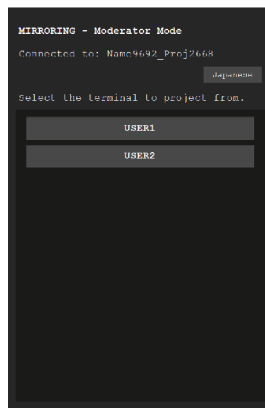 MIRRORING - Moderator Mode
Connected to: Name9692_Proj2668
Japanese
Select the terminal to project from.
USER1
USER2